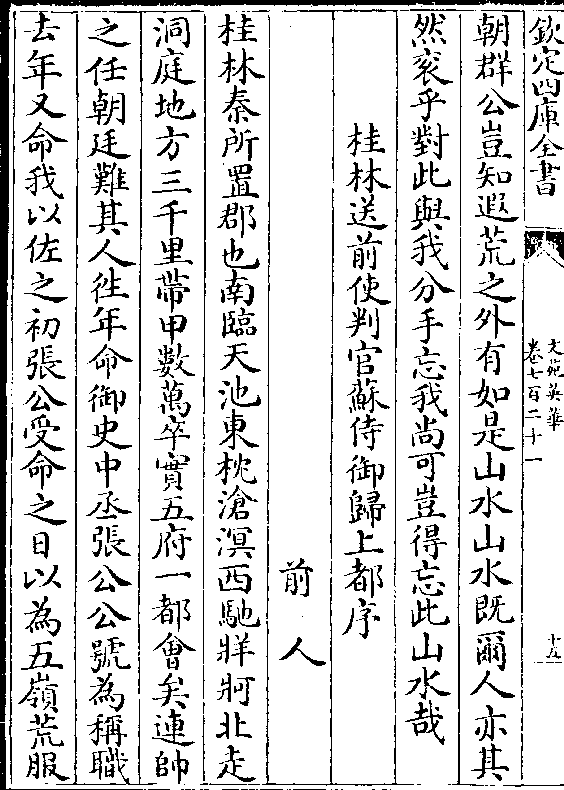 欽定四庫全書
文苑英華
卷七百二十一
十五
朝群公豈知遐荒之外有如是山水山水既爾人亦其
然衮乎對此與我分手忘我尚可豈得忘此山水哉
桂林送前使判官蘇侍御歸上都序
前人
桂林秦所置郡也南臨天池東枕滄溟西馳牂牁北走
洞庭地方三千里帶甲數萬卒實五府一都會矣連帥
之任朝廷難其人徃年命御史中丞張公公號為稱職
去年又命我以佐之初張公受命之日以為五嶺荒服